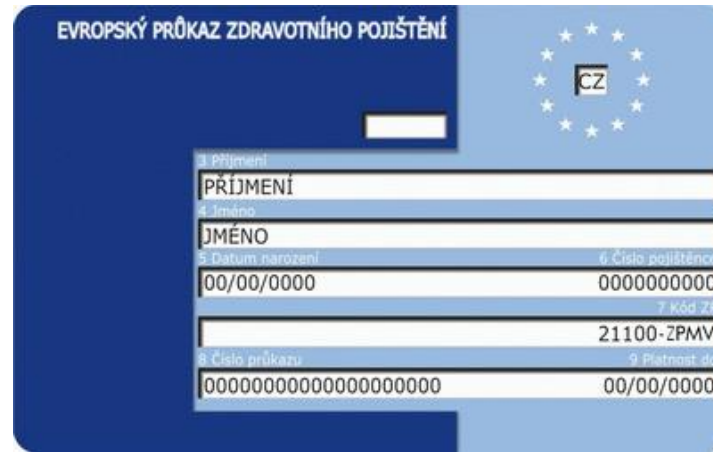 EVROPSKÝ PRŮKAZ ZDRAVOTNÍHO POJIŠTĚNÍ
CZ
3 Příjmení
PŘÍJMENÍ
4 Jméno
JMÉNO
5 Datum narození 6 Číslo pojištěnce
00/00/0000 0000000000
7 Kód ZP
21100-ZPMV
8 Číslo průkazu 9 Platnost do
00000000000000000000 00/00/0000